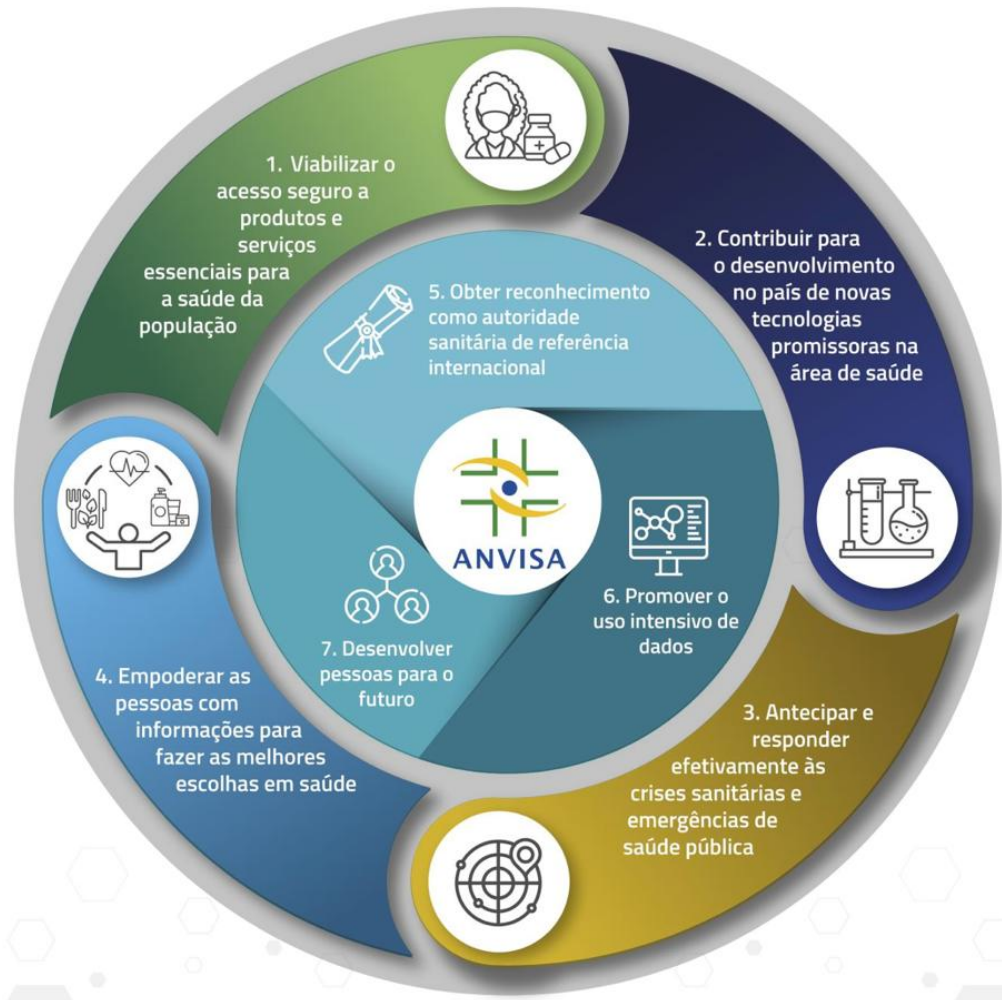 1. Viabilizar o
acesso seguro a
produtos e
serviços
essenciais para
a saúde da
população
2. Contribuir para
o desenvolvimento
no país de novas
tecnologias
promissoras na
área de saúde
3. Antecipar e
responder
efetivamente às
crises sanitárias e
emergências de
saúde pública
4. Empoderar as
pessoas com
informações para
fazer as melhores
escolhas em saúde
5. Obter reconhecimento
como autoridade
sanitária de referência
internacional
6. Promover o
uso intensivo de
dados
7. Desenvolver
pessoas para o
futuro
ANVISA